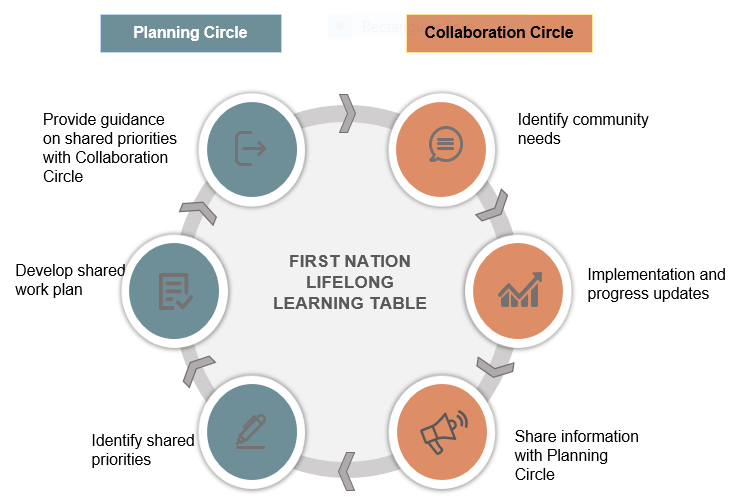 Planning Circle
Collaboration Circle
Provide guidance
on shared priorities
with Collaboration
Circle
Identify community
needs
Develop shared
work plan
FIRST NATION
LIFELONG
LEARNING TABLE
Implementation and
progress updates
Identify shared
priorities
Share information
with Planning
Circle